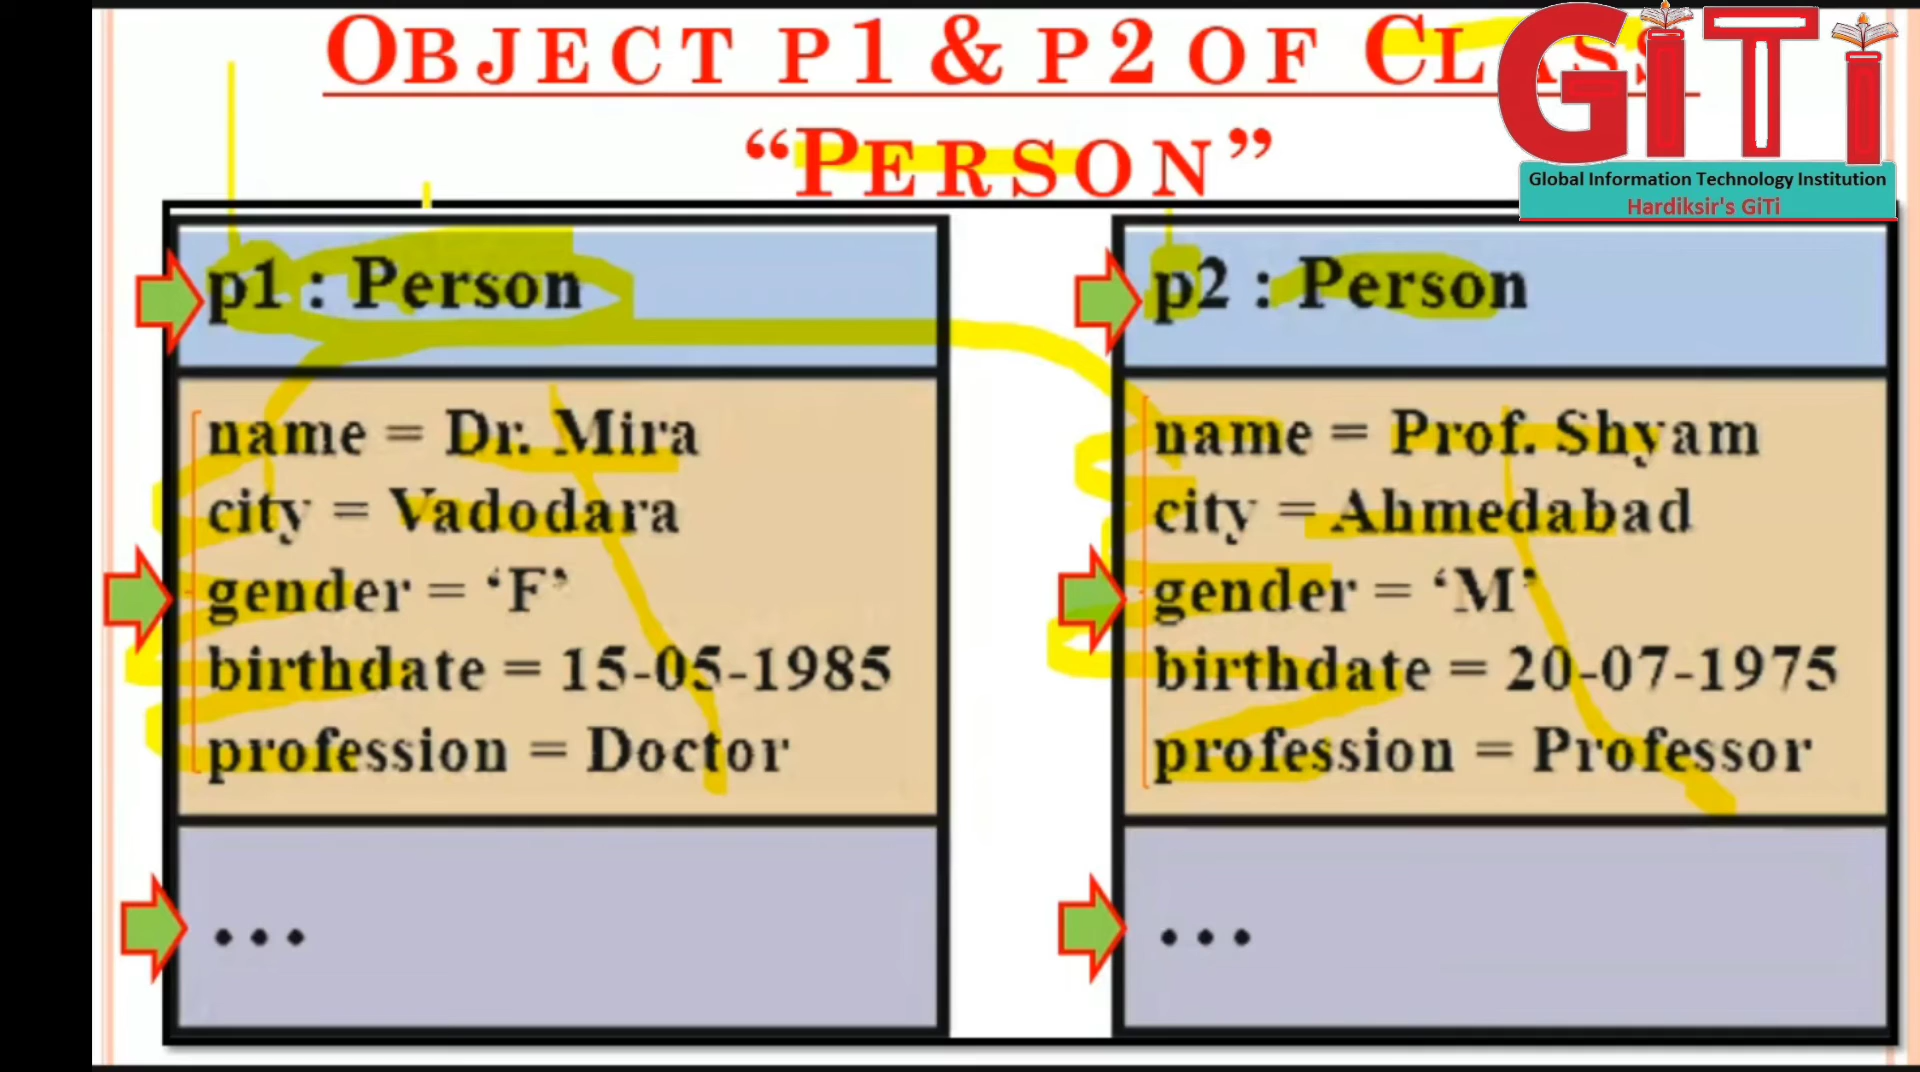 OBJECT P1 & P2 OF CLASS
"PERSON"
GiTi
Global Information Technology Institution
Hardiksir's GiTi
p1 : Person
name = Dr. Mira
city = Vadodara
gender = ‘F’
birthdate = 15-05-1985
profession = Doctor
...
p2 : Person
name = Prof. Shyam
city = Ahmedabad
gender = ‘M’
birthdate = 20-07-1975
profession = Professor
...